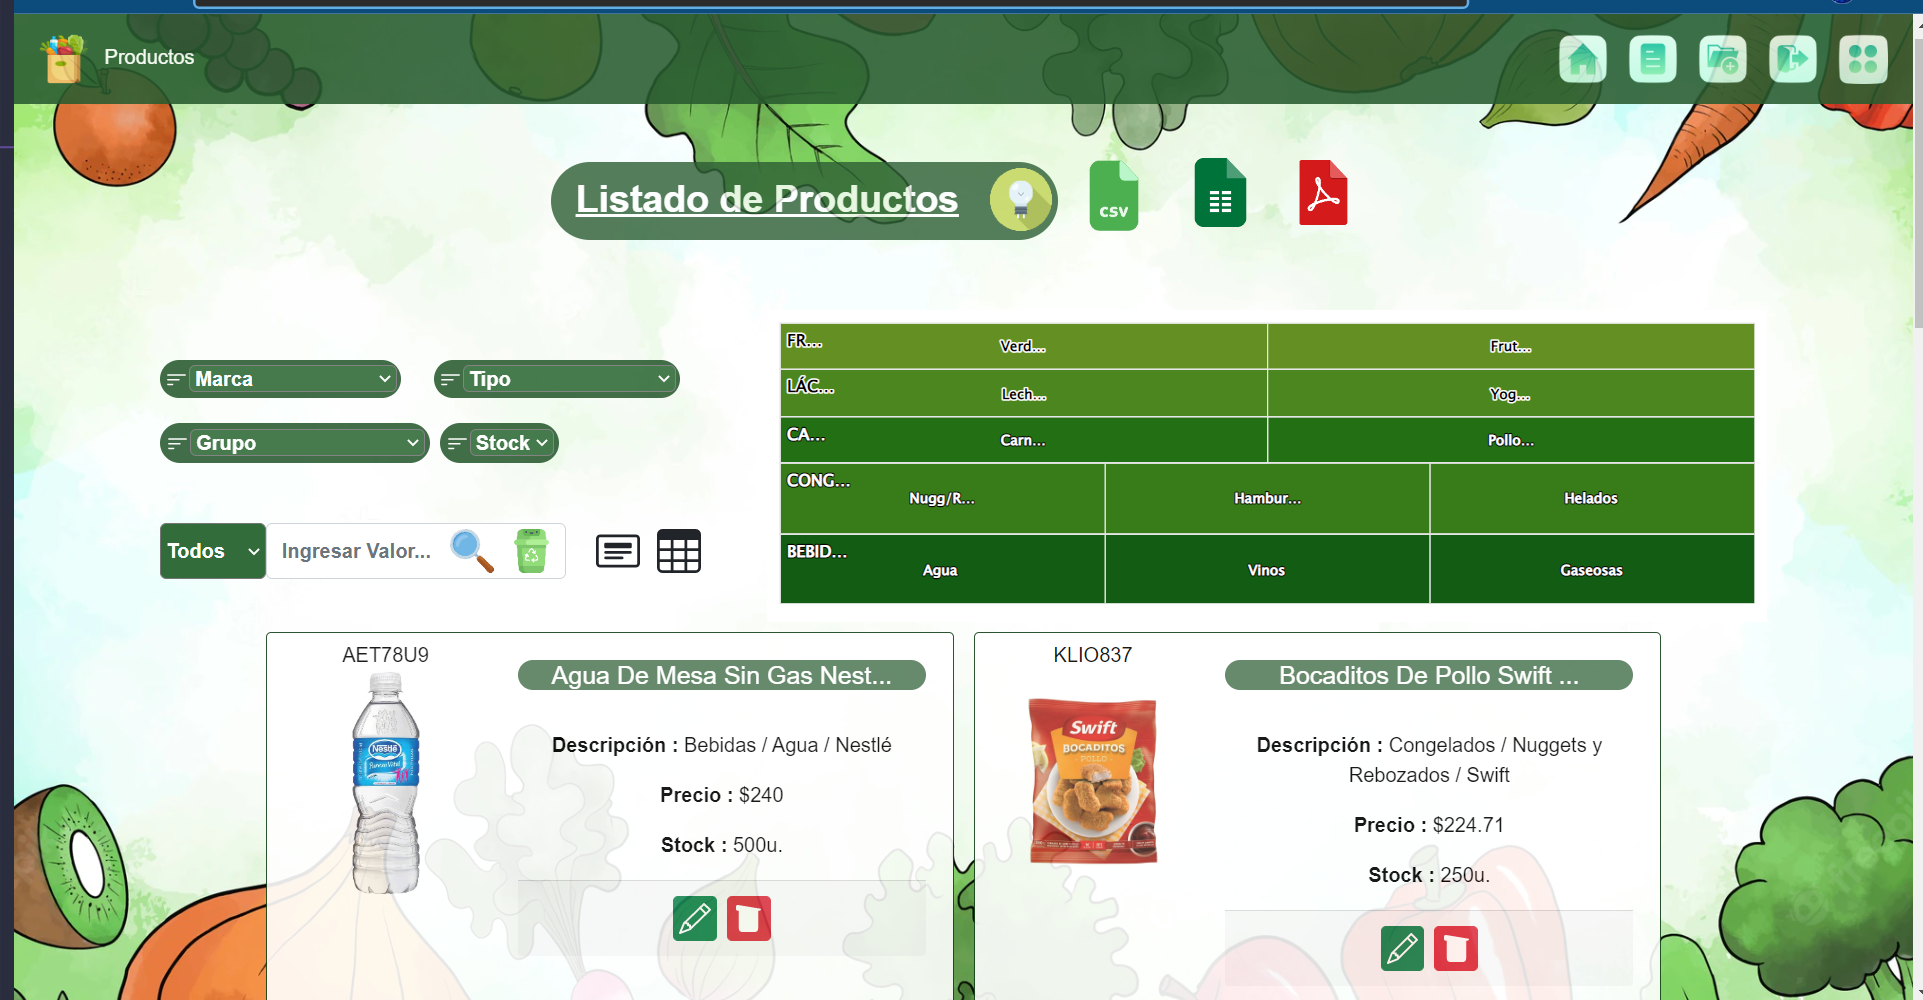 Productos
Listado de Productos
CSV
Marca
Tipo
Grupo
Stock
Todos
Ingresar Valor...
FR...
Verd...
Frut...
LÁC...
Lech...
Yog...
CA...
Carn...
Pollo...
CONG...
Nugg/R...
Hambur...
Helados
BEBID...
Agua
Vinos
Gaseosas
AET78U9
Agua De Mesa Sin Gas Nest...
Nestlé
Descripción : Bebidas / Agua / Nestlé
Precio : $240
Stock : 500u.
KLIO837
Bocaditos De Pollo Swift ...
Swift
BOCADITOS
POLLO
Descripción : Congelados / Nuggets y
Rebozados / Swift
Precio : $224.71
Stock : 250u.